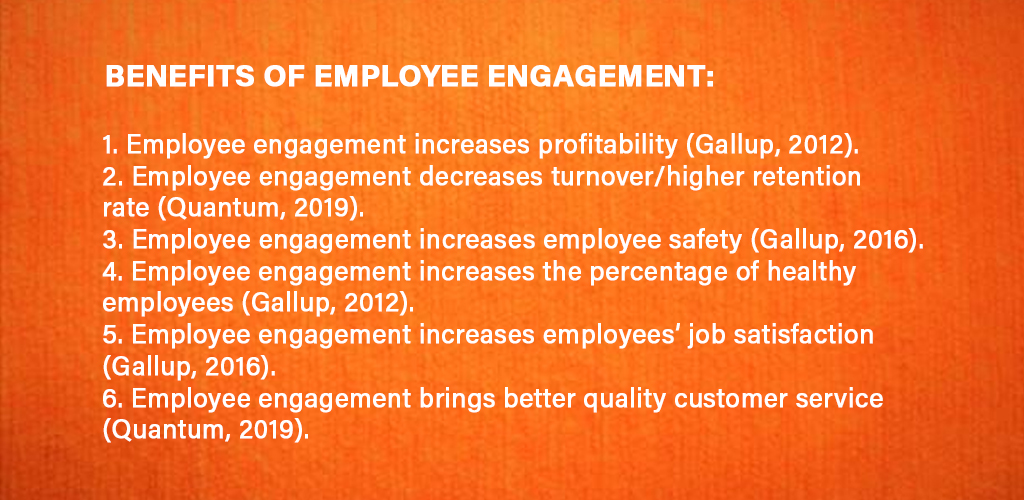 BENEFITS OF EMPLOYEE ENGAGEMENT:
1. Employee engagement increases profitability (Gallup, 2012).
2. Employee engagement decreases turnover/higher retention
rate (Quantum, 2019).
3. Employee engagement increases employee safety (Gallup, 2016).
4. Employee engagement increases the percentage of healthy
employees (Gallup, 2012).
5. Employee engagement increases employees‘ job satisfaction
(Gallup, 2016).
6. Employee engagement brings better quality customer service
(Quantum, 2019).